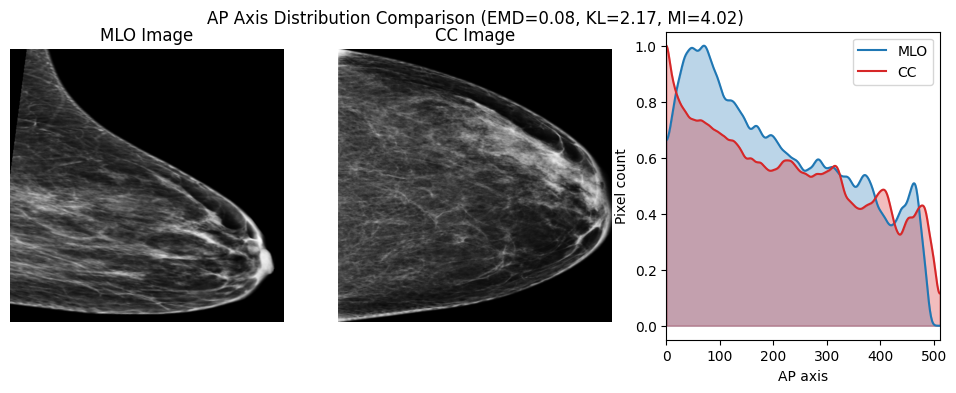 AP Axis Distribution Comparison (EMD=0.08, KL=2.17, MI=4.02)
MLO Image
CC Image
MLO
CC
Pixel count
1.0
0.8
0.6
0.4
0.2
0.0
0 100 200 300 400 500
AP axis